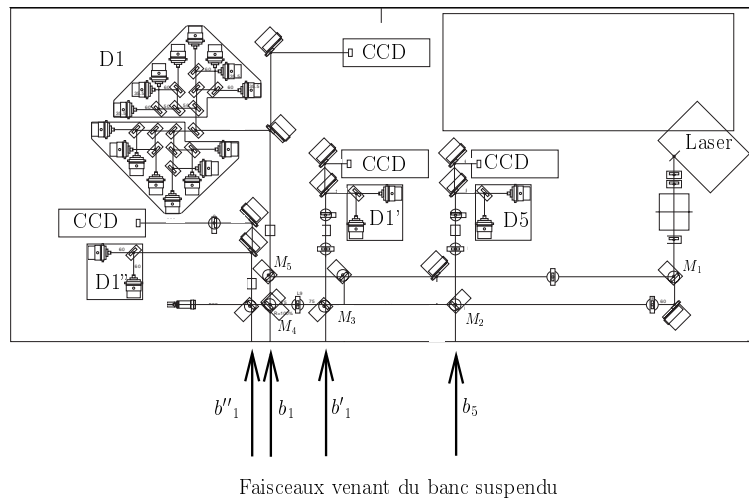 D1
CCD
Laser
CCD
CCD
CCD
D1'
D5
D1''
M5
M1
M3
M2
M4
b''1
b1
b'1
b5
Faisceaux venant du banc suspendu